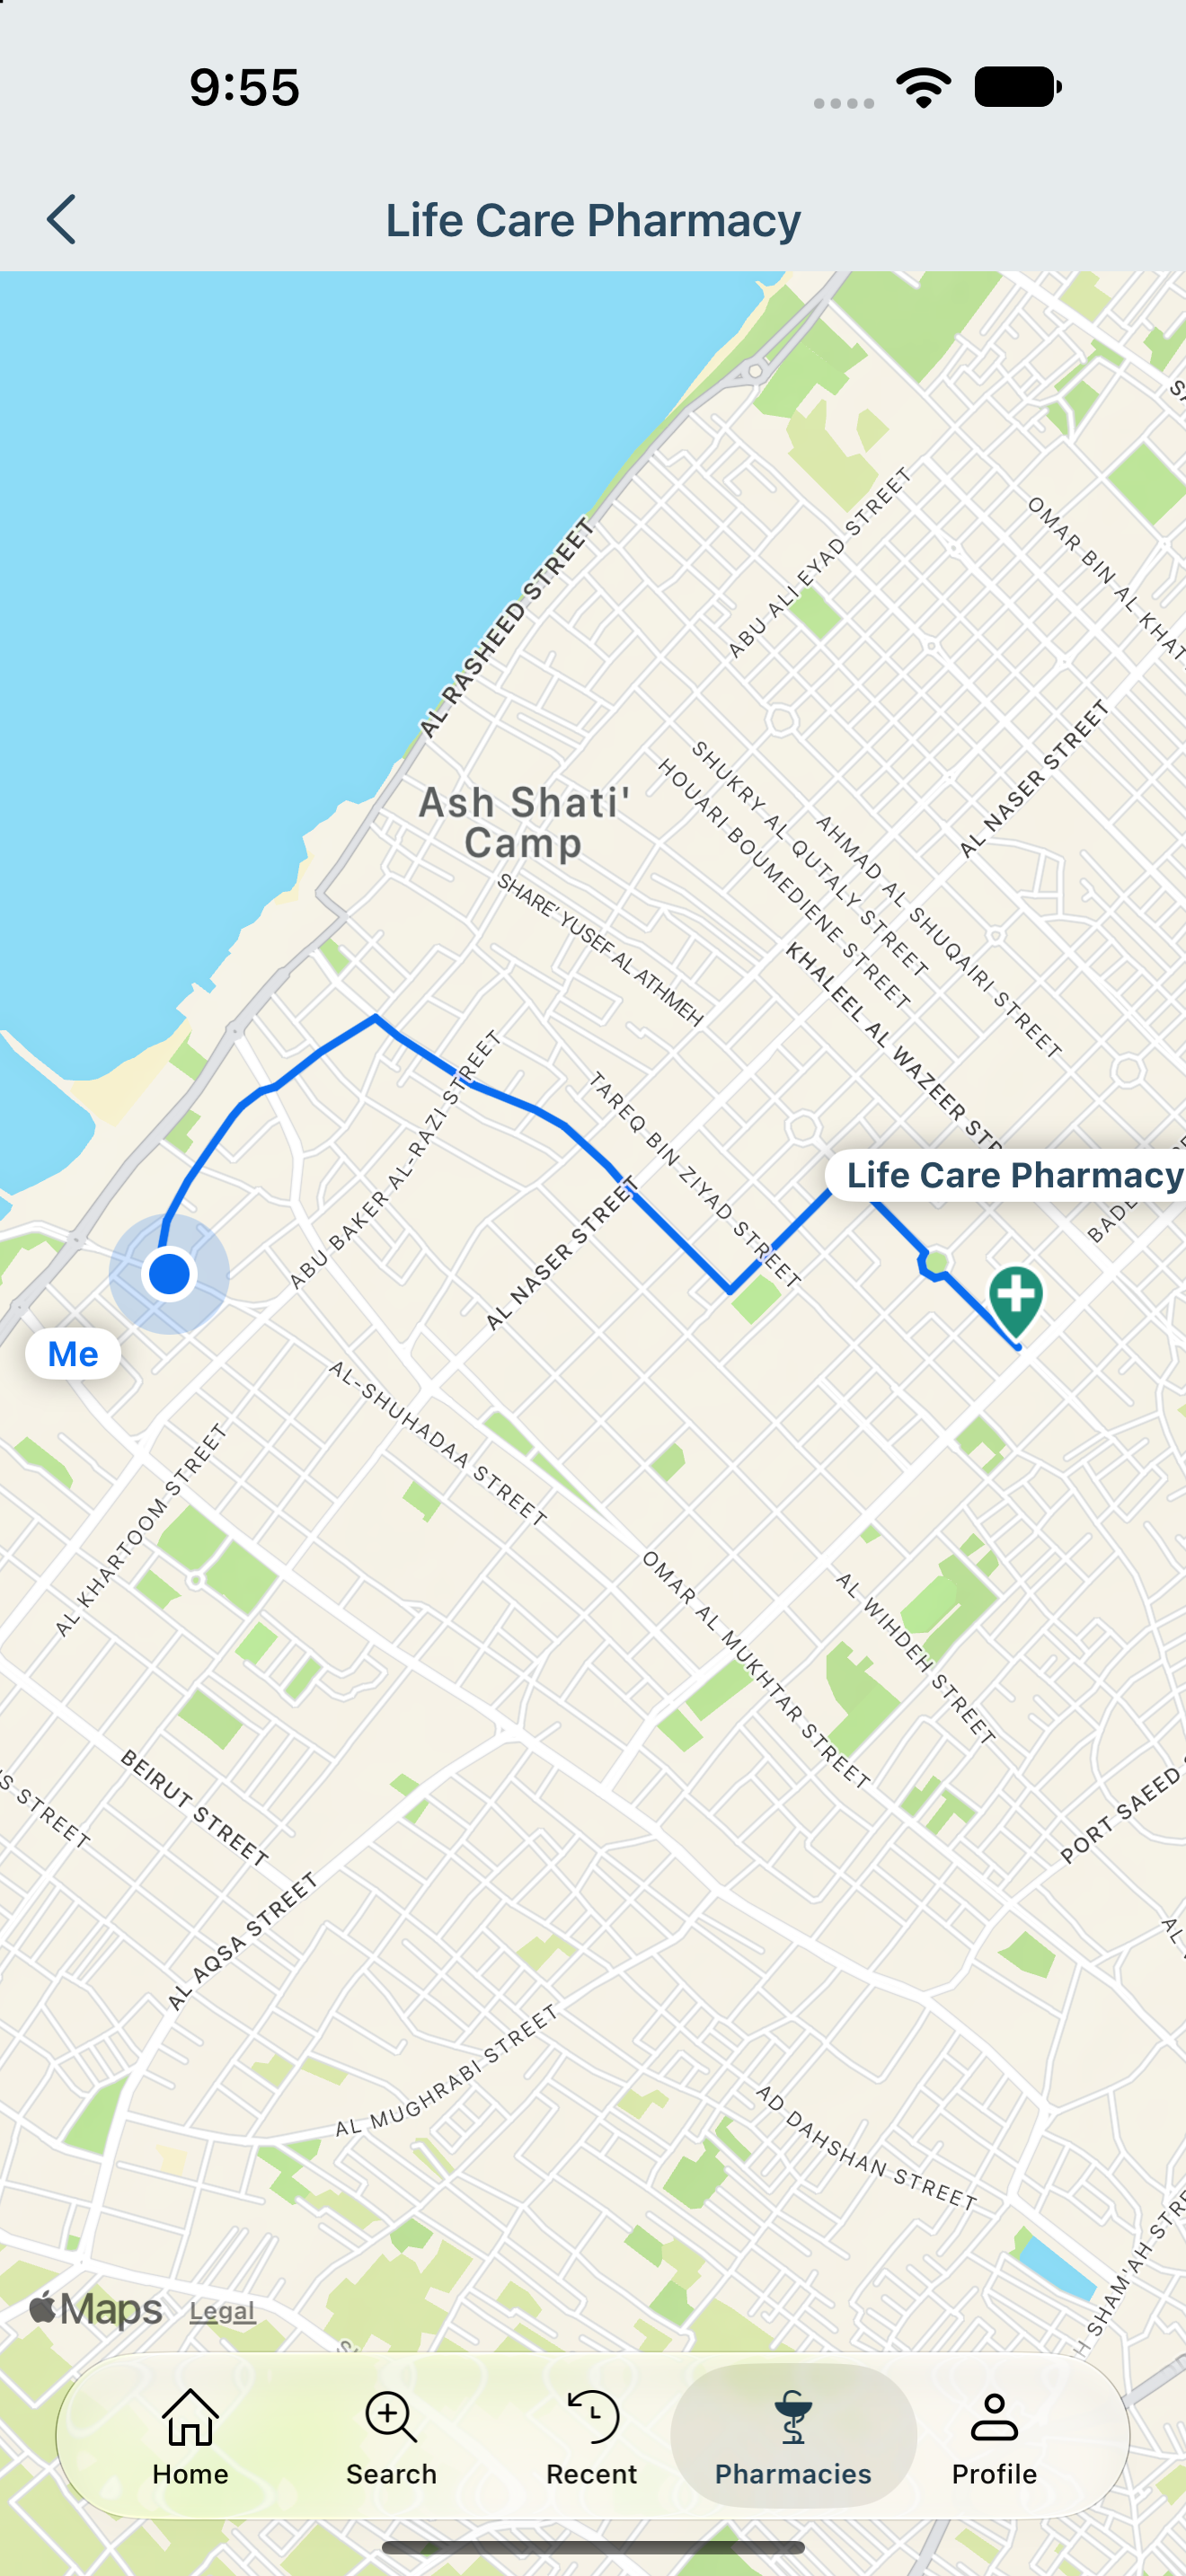 9:55
Life Care Pharmacy
AL RASHEED STREET
ABU ALI EYAD STREET
AL NASER STREET
Ash Shati'
Camp
SHUKRY AL QUTALY STREET
HOUARI BOUMEDIENE STREET
AHMAD AL SHUQAIRI STREET
SHARE' YUSEF AL ATHMEH
KHALEEL AL WAZEER STR
ABU BAKER AL-RAZI STREET
TAREQ BIN ZIYAD STREET
Life Care Pharmacy
AL NASER STREET
Me
AL-SHUHADAA STREET
AL KHARTOOM STREET
OMAR AL MUKHTAR STREET
AL WIHDEH STREET
BEIRUT STREET
STREET
PORT SAEED
AL AQSA STREET
AL MUGHRABI STREET
AD DAHSHAN STREET
Maps Legal
Home Search Recent Pharmacies Profile